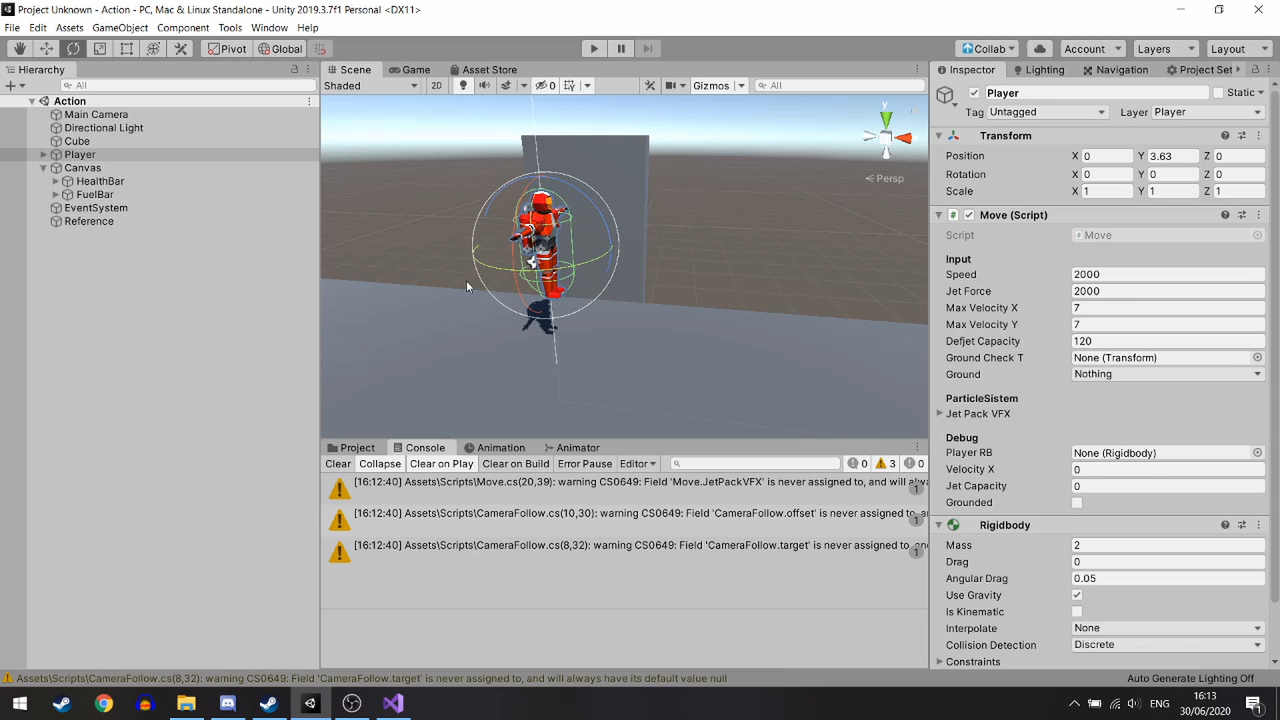 Project Unknown - Action - PC, Mac & Linux Standalone - Unity 2019.3.7f1 Personal <DX11>
File Edit Assets GameObject Component Tools Window Help
Pivot Global Collab Account Layers Layout
Hierarchy
All
Action
Main Camera
Directional Light
Cube
Player
Canvas
HealthBar
FuelBar
EventSystem
Reference
Scene Game Asset Store
Shaded 2D 0 Gizmos All
y
Persp
Project Console Animation Animator
Clear Collapse Clear on Play Clear on Build Error Pause Editor 0 3 0
[16:12:40] Assets\Scripts\Move.cs(20,39): warning CS0649: Field 'Move.JetPackVFX' is never assigned to, and will alwa
1
[16:12:40] Assets\Scripts\CameraFollow.cs(10,30): warning CS0649: Field 'CameraFollow.offset' is never assigned to, a
1
[16:12:40] Assets\Scripts\CameraFollow.cs(8,32): warning CS0649: Field 'CameraFollow.target' is never assigned to,
1
Inspector Lighting Navigation Project Set
Player Static
Tag Untagged Layer Player
Transform
Position X 0 Y 3.63 Z 0
Rotation X 0 Y 0 Z 0
Scale X 1 Y 1 Z 1
# Move (Script)
Script # Move
Input
Speed 2000
Jet Force 2000
Max Velocity X 7
Max Velocity Y 7
Defjet Capacity 120
Ground Check T None (Transform)
Ground Nothing
ParticleSistem
Jet Pack VFX
Debug
Player RB None (Rigidbody)
Velocity X 0
Jet Capacity 0
Grounded
Rigidbody
Mass 2
Drag 0
Angular Drag 0.05
Use Gravity
Is Kinematic
Interpolate None
Collision Detection Discrete
Constraints
Assets\Scripts\CameraFollow.cs(8,32): warning CS0649: Field 'CameraFollow.target' is never assigned to, and will always have its default value null
Auto Generate Lighting Off
ENG
16:13
30/06/2020
1